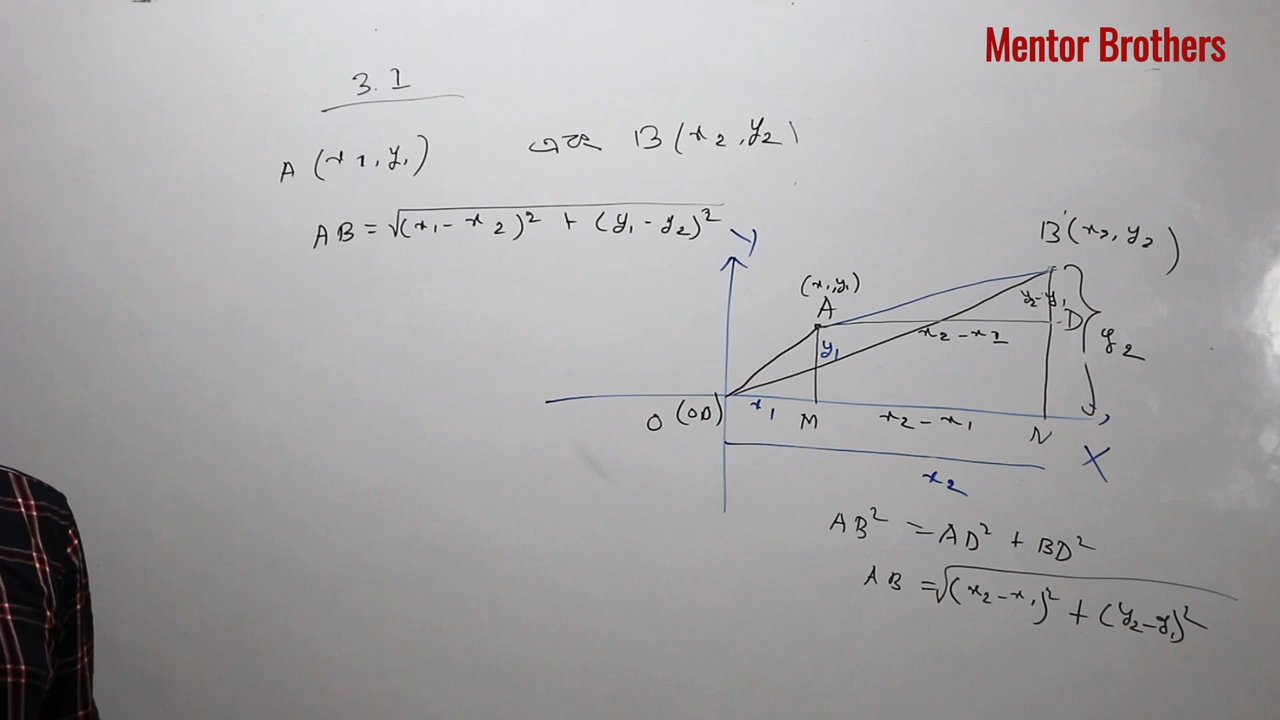 Mentor Brothers
3.1
A (x1, y1) এবং B (x2, y2)
AB = √(x1 - x2)² + (y1 - y2)²
Y
B (x2, y2)
(x1, y1)
A
y2 - y1
D
x2 - x1
y1
y2
O (0,0)
x1
M
x2 - x1
N
X
x2
AB² = AD² + BD²
AB = √(x2 - x1)² + (y2 - y1)²